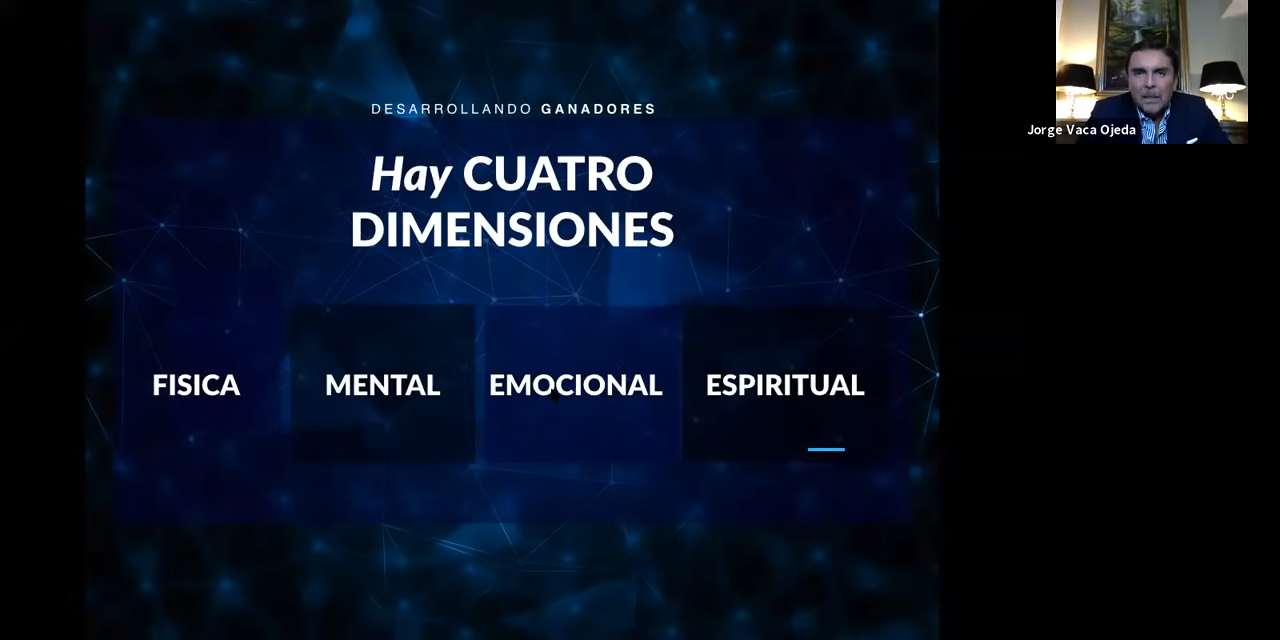 DESARROLLANDO GANADORES
Hay CUATRO
DIMENSIONES
FISICA MENTAL EMOCIONAL ESPIRITUAL
Jorge Vaca Ojeda